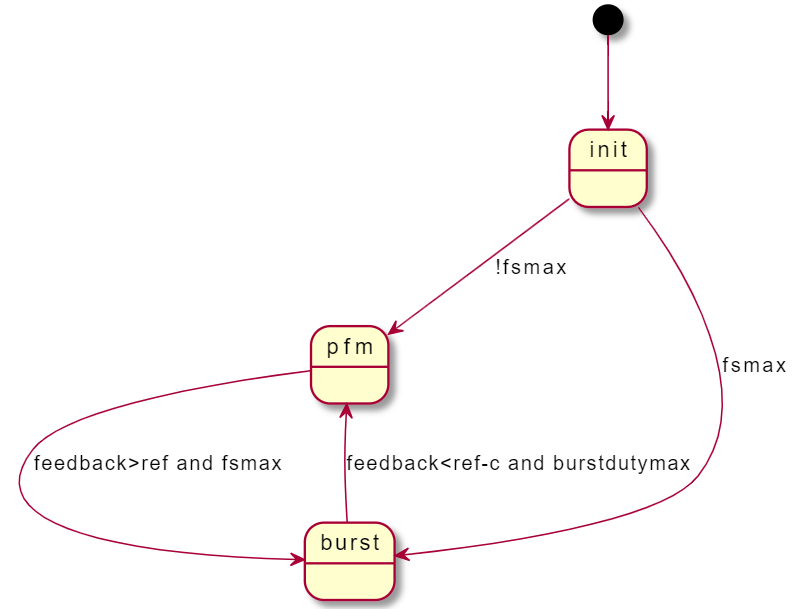 init
!fsmax
pfm
fsmax
feedback>ref and fsmax
feedback<ref-c and burstdutymax
burst